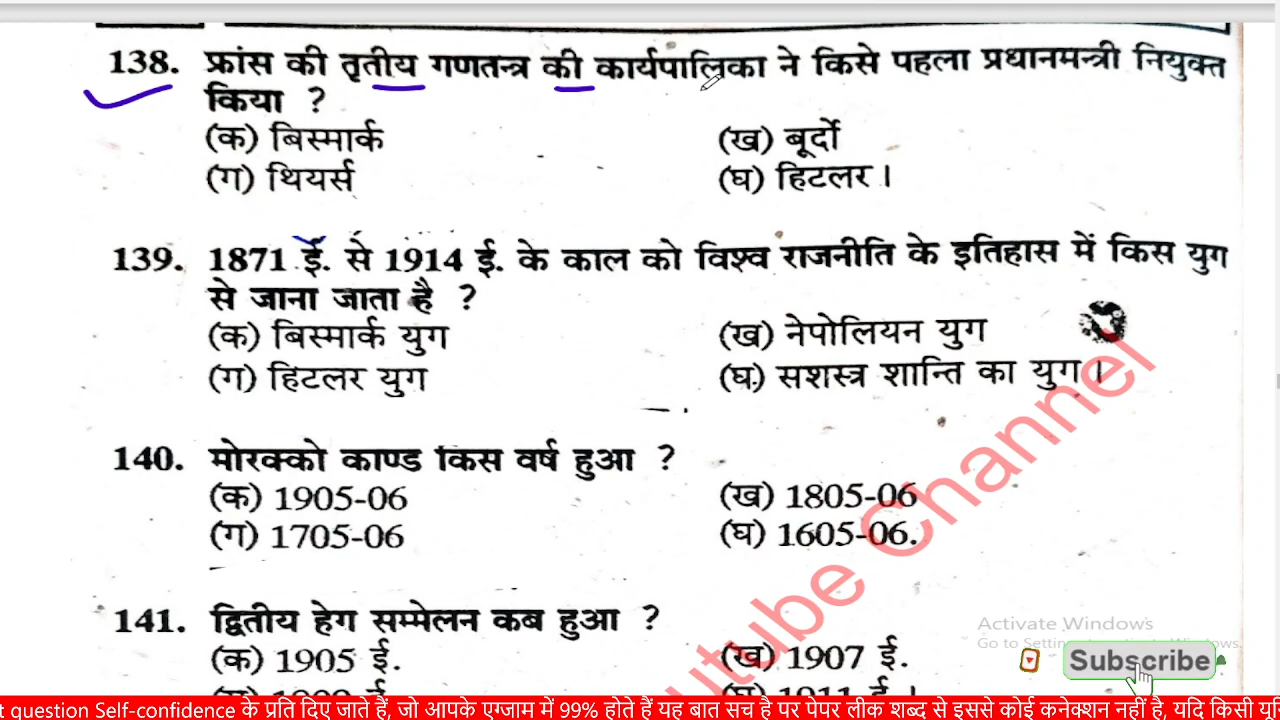 138. फ्रांस की तृतीय गणतन्त्र की कार्यपालिका ने किसे पहला प्रधानमन्त्री नियुक्त
किया ?
(क) बिस्मार्क (ख) बूर्दो
(ग) थियर्स (घ) हिटलर ।
139. 1871 ई. से 1914 ई. के काल को विश्व राजनीति के इतिहास में किस युग
से जाना जाता है ?
(क) बिस्मार्क युग (ख) नेपोलियन युग
(ग) हिटलर युग (घ) सशस्त्र शान्ति का युग ।
140. मोरक्को काण्ड किस वर्ष हुआ ?
(क) 1905-06 (ख) 1805-06
(ग) 1705-06 (घ) 1605-06.
141. द्वितीय हेग सम्मेलन कब हुआ ?
(क) 1905 ई. (ख) 1907 ई.
utube Channel
Activate Windows
Subscribe
t question Self-confidence के प्रति दिए जाते हैं, जो आपके एग्जाम में 99% होते हैं यह बात सच है पर पेपर लीक शब्द से इससे कोई कनेक्शन नहीं है, यदि किसी